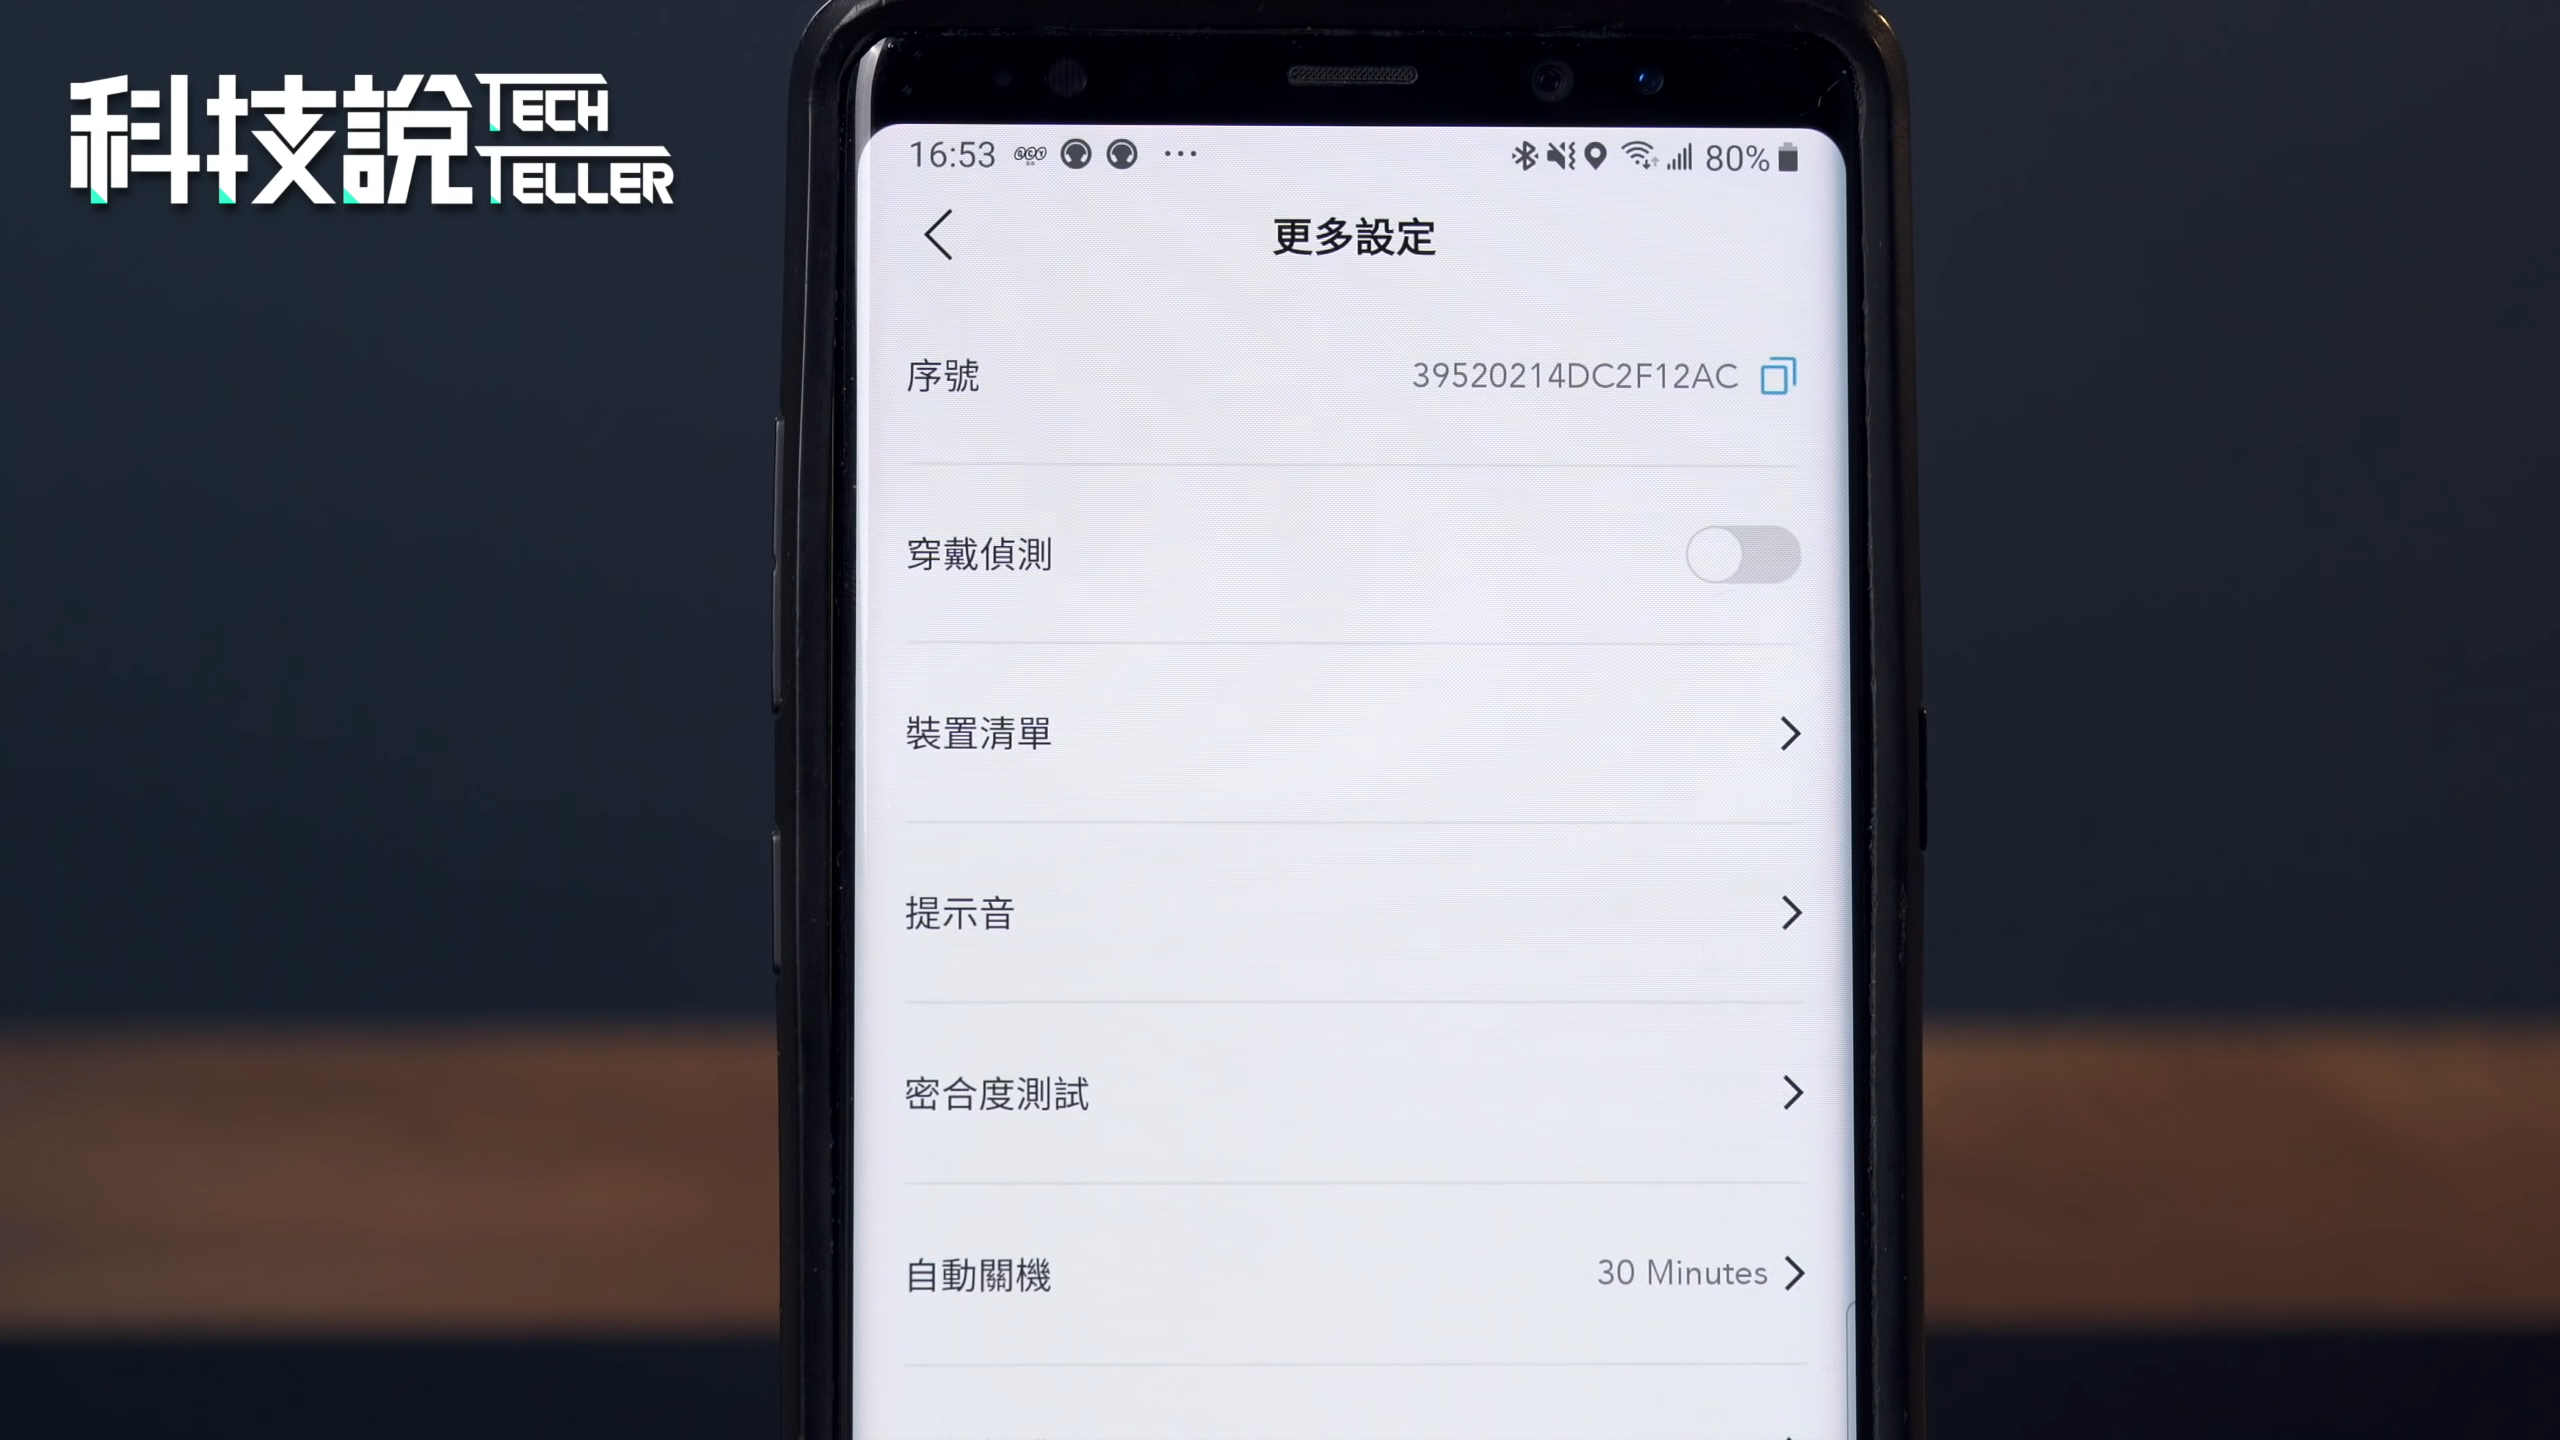 科技說 TECH TELLER
16:53 80%
更多設定
序號 39520214DC2F12AC
穿戴偵測
裝置清單
提示音
密合度測試
自動關機 30 Minutes